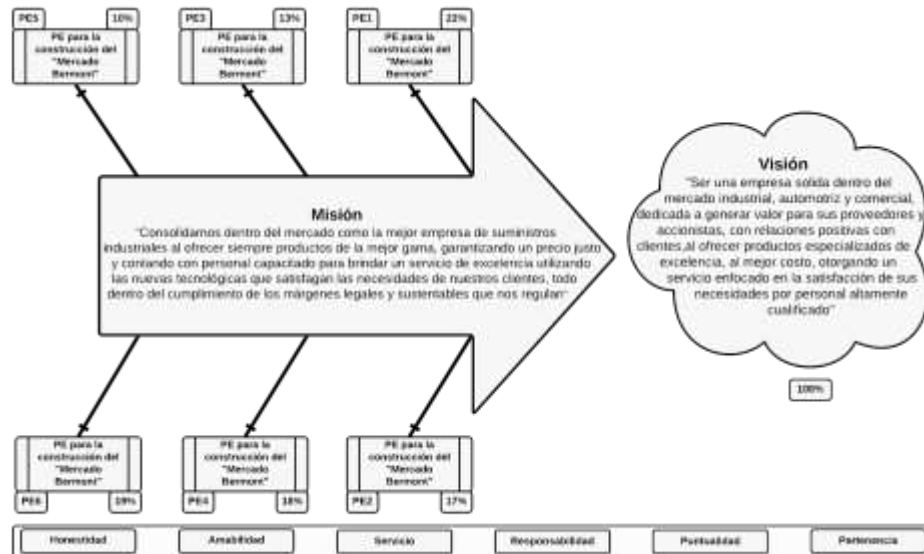 PE5 10%
PE para la
construcción del
"Mercado
Bermont"
PE3 13%
PE para la
construcción del
"Mercado
Bermont"
PE1 23%
PE para la
construcción del
"Mercado
Bermont"
Misión
"Consolidarnos dentro del mercado como la mejor empresa de suministros
industriales al ofrecer siempre productos de la mejor gama, garantizando un precio justo
y contando con personal capacitado para brindar un servicio de excelencia utilizando
las nuevas tecnológicas que satisfagan las necesidades de nuestros clientes, todo
dentro del cumplimiento de los márgenes legales y sustentables que nos regulan"
Visión
"Ser una empresa solida dentro del
mercado industrial, automotriz y comercial,
dedicada a generar valor para sus proveedores y
accionistas, con relaciones positivas con
clientes,al ofrecer productos especializados de
excelencia, al mejor costo, otorgando un
servicio enfocado en la satisfacción de sus
necesidades por personal altamente
cualificado"
100%
PE para la
construcción del
"Mercado
Bermont"
PE6 19%
PE para la
construcción del
"Mercado
Bermont"
PE4 18%
PE para la
construcción del
"Mercado
Bermont"
PE2 17%
Honestidad Amabilidad Servicio Responsabilidad Puntualidad Pertenencia